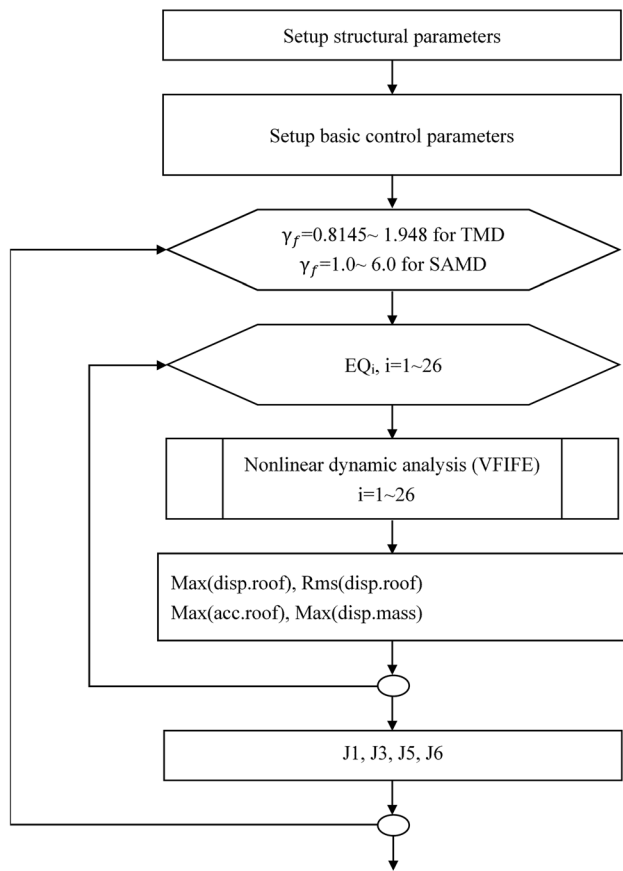 Setup structural parameters
Setup basic control parameters
γ𝑓=0.8145~ 1.948 for TMD
γ𝑓=1.0~ 6.0 for SAMD
EQᵢ, i=1~26
Nonlinear dynamic analysis (VFIFE)
i=1~26
Max(disp.roof), Rms(disp.roof)
Max(acc.roof), Max(disp.mass)
J1, J3, J5, J6